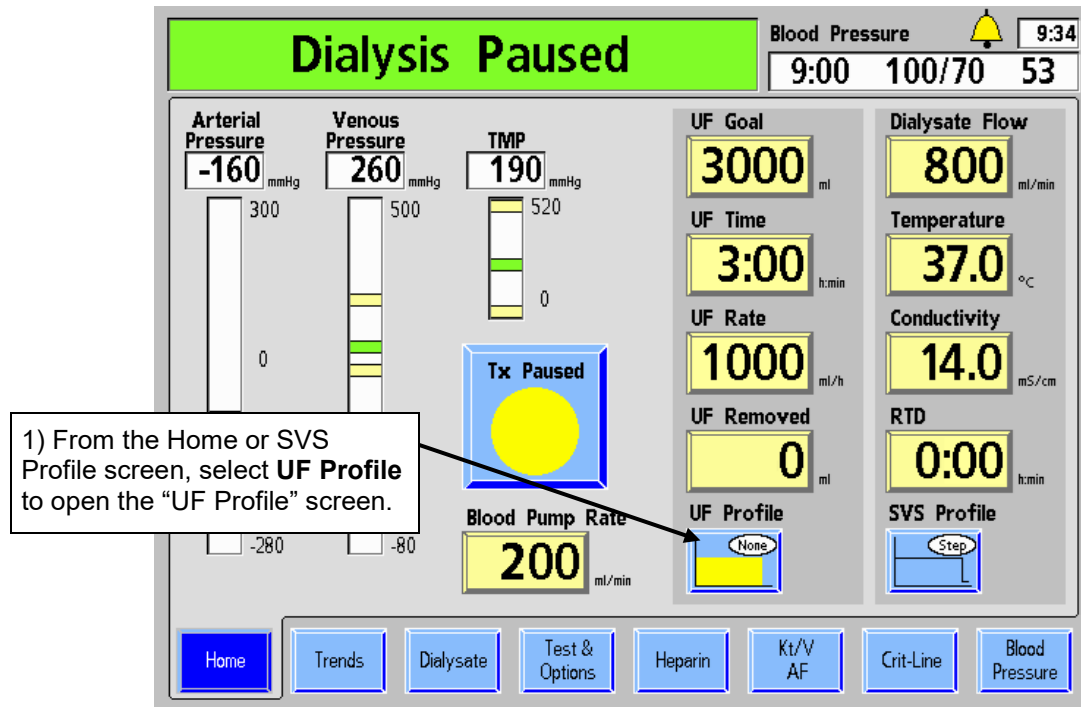 Dialysis Paused
Blood Pressure
9:34
9:00 100/70 53
Arterial
Pressure
-160 mmHg
300
0
-280
Venous
Pressure
260 mmHg
500
-80
TMP
190 mmHg
520
0
Tx Paused
Blood Pump Rate
200 ml/min
UF Goal
3000 ml
UF Time
3:00 h:min
UF Rate
1000 ml/h
UF Removed
0 ml
UF Profile
None
Dialysate Flow
800 ml/min
Temperature
37.0 °C
Conductivity
14.0 mS/cm
RTD
0:00 h:min
SVS Profile
Step
1) From the Home or SVS
Profile screen, select UF Profile
to open the “UF Profile” screen.
Home
Trends
Dialysate
Test &
Options
Heparin
Kt/V
AF
Crit-Line
Blood
Pressure